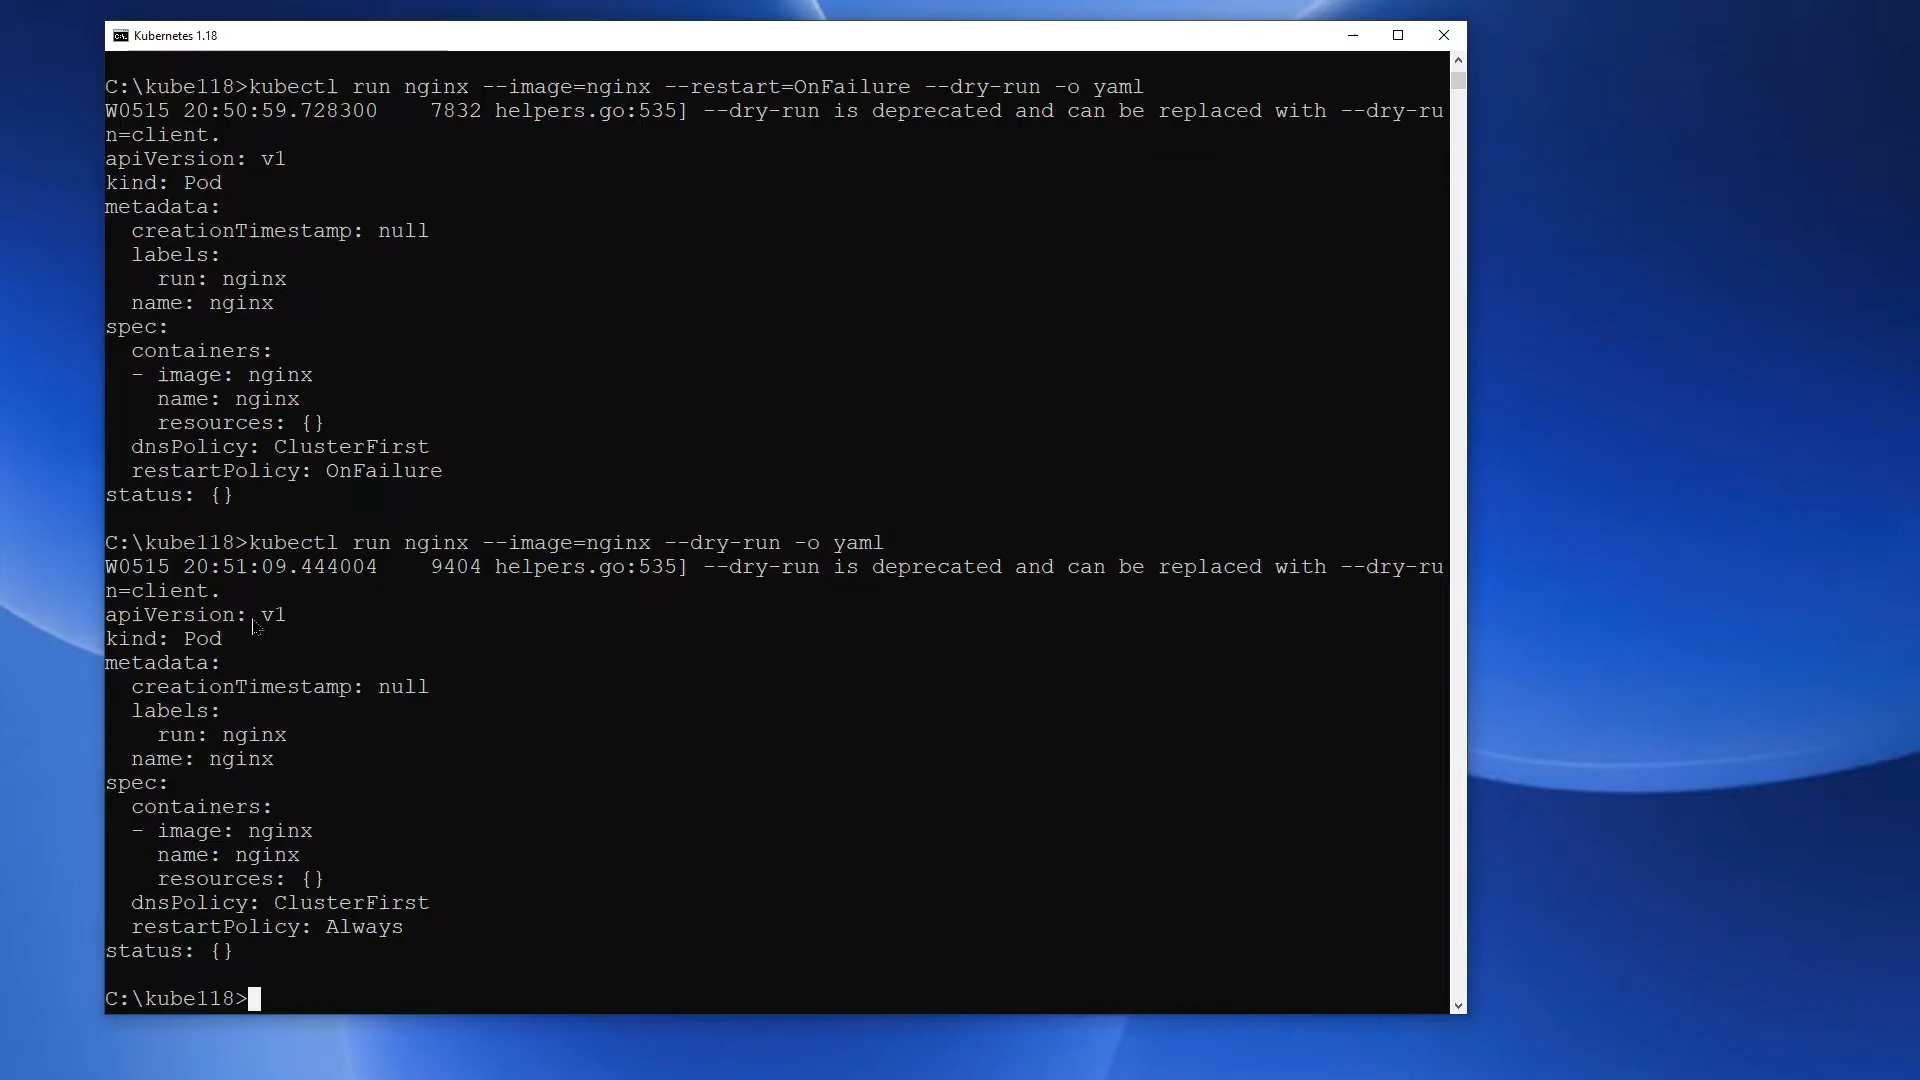 Kubernetes 1.18
C:\kube118>kubectl run nginx --image=nginx --restart=OnFailure --dry-run -o yaml
W0515 20:50:59.728300    7832 helpers.go:535] --dry-run is deprecated and can be replaced with --dry-ru
n=client.
apiVersion: v1
kind: Pod
metadata:
  creationTimestamp: null
  labels:
    run: nginx
  name: nginx
spec:
  containers:
  - image: nginx
    name: nginx
    resources: {}
  dnsPolicy: ClusterFirst
  restartPolicy: OnFailure
status: {}
C:\kube118>kubectl run nginx --image=nginx --dry-run -o yaml
W0515 20:51:09.444004    9404 helpers.go:535] --dry-run is deprecated and can be replaced with --dry-ru
n=client.
apiVersion: v1
kind: Pod
metadata:
  creationTimestamp: null
  labels:
    run: nginx
  name: nginx
spec:
  containers:
  - image: nginx
    name: nginx
    resources: {}
  dnsPolicy: ClusterFirst
  restartPolicy: Always
status: {}
C:\kube118>